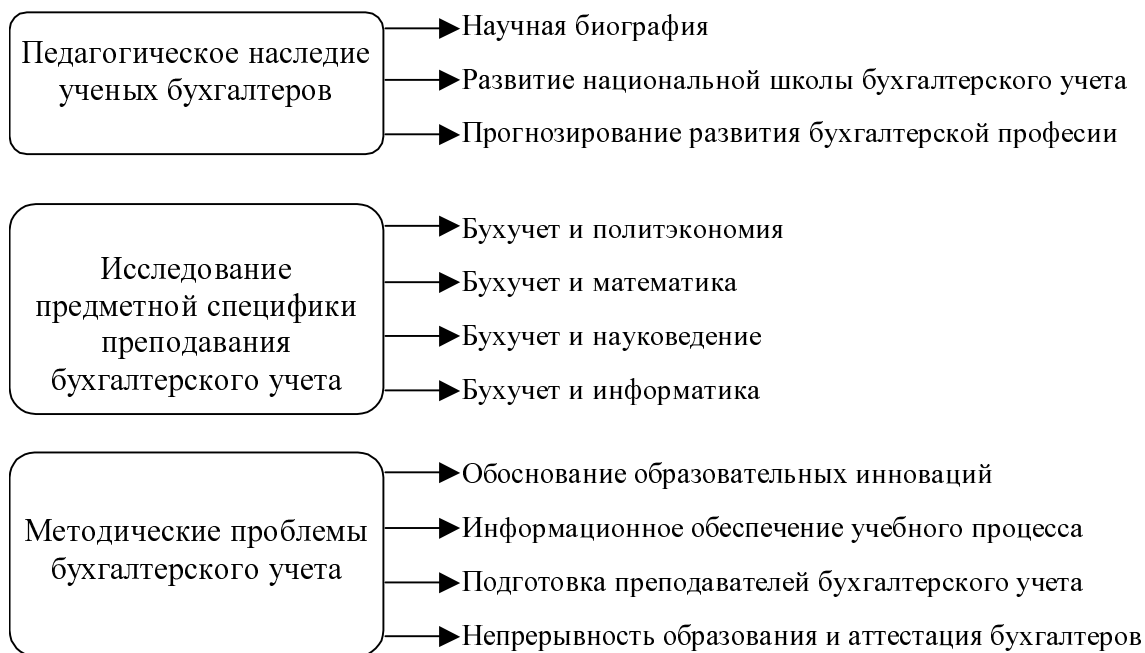 Педагогическое наследие
ученых бухгалтеров
Научная биография
Развитие национальной школы бухгалтерского учета
Прогнозирование развития бухгалтерской професии
Исследование
предметной специфики
преподавания
бухгалтерского учета
Бухучет и политэкономия
Бухучет и математика
Бухучет и науковедение
Бухучет и информатика
Методические проблемы
бухгалтерского учета
Обоснование образовательных инноваций
Информационное обеспечение учебного процесса
Подготовка преподавателей бухгалтерского учета
Непрерывность образования и аттестация бухгалтеров